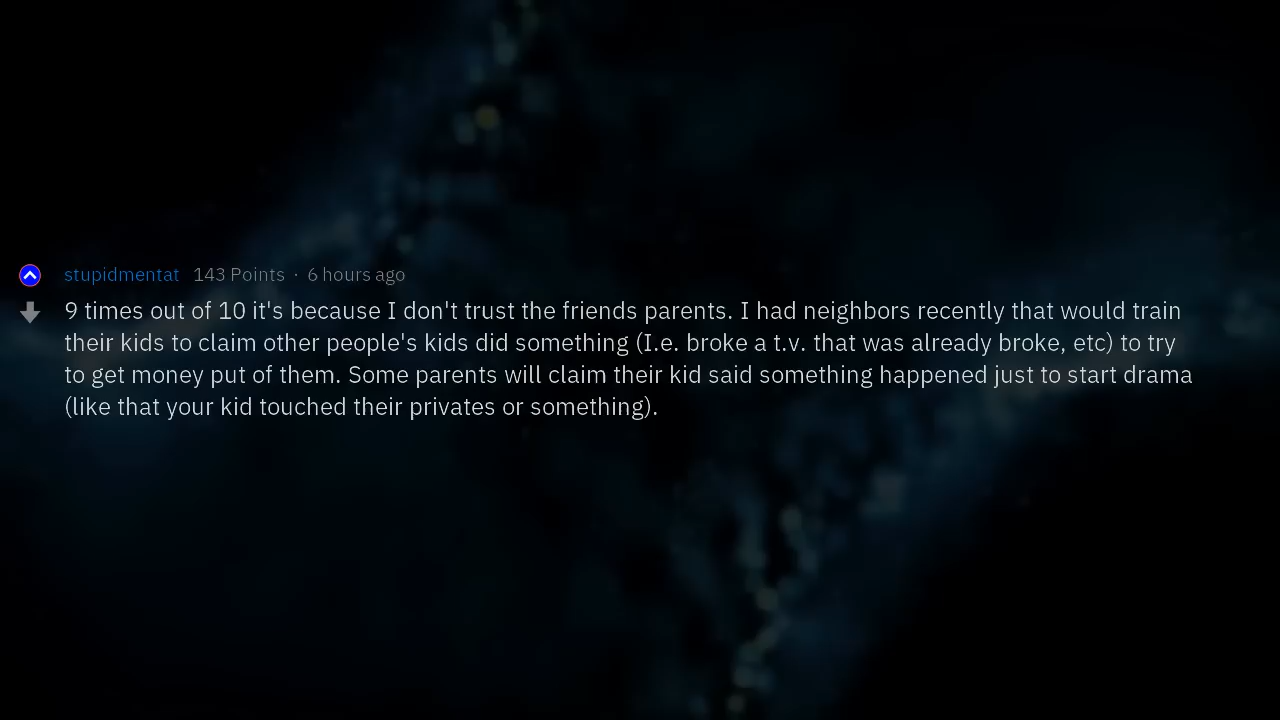 stupidmentat 143 Points · 6 hours ago
9 times out of 10 it's because I don't trust the friends parents. I had neighbors recently that would train
their kids to claim other people's kids did something (I.e. broke a t.v. that was already broke, etc) to try
to get money put of them. Some parents will claim their kid said something happened just to start drama
(like that your kid touched their privates or something).